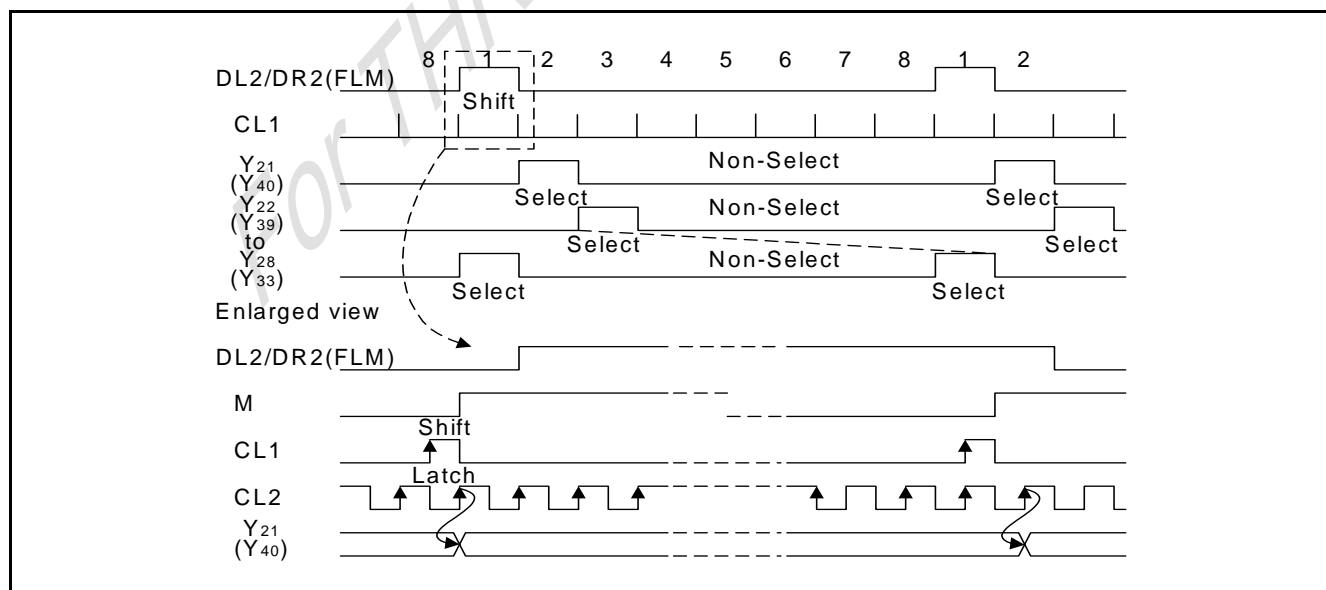 For
8 1 2 3 4 5 6 7 8 1 2
DL2/DR2(FLM)
Shift
CL1
Y21
(Y40)
Non-Select
Select Select
Y22
(Y39)
Non-Select
to
Select Select
Y28
(Y33)
Non-Select
Select Select
Enlarged view
DL2/DR2(FLM)
M
Shift
CL1
Latch
CL2
Y21
(Y40)